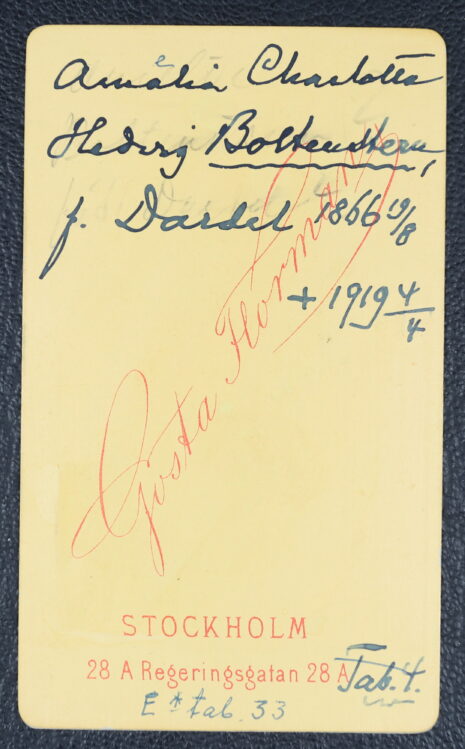 Amalia Charlotta
Hedvig Boltenstern,
f. Dardel 1866 19/8
+ 1919 4/4
Gösta Florman
STOCKHOLM
28 A Regeringsgatan 28 A
Tab. 4.
E* tab. 33